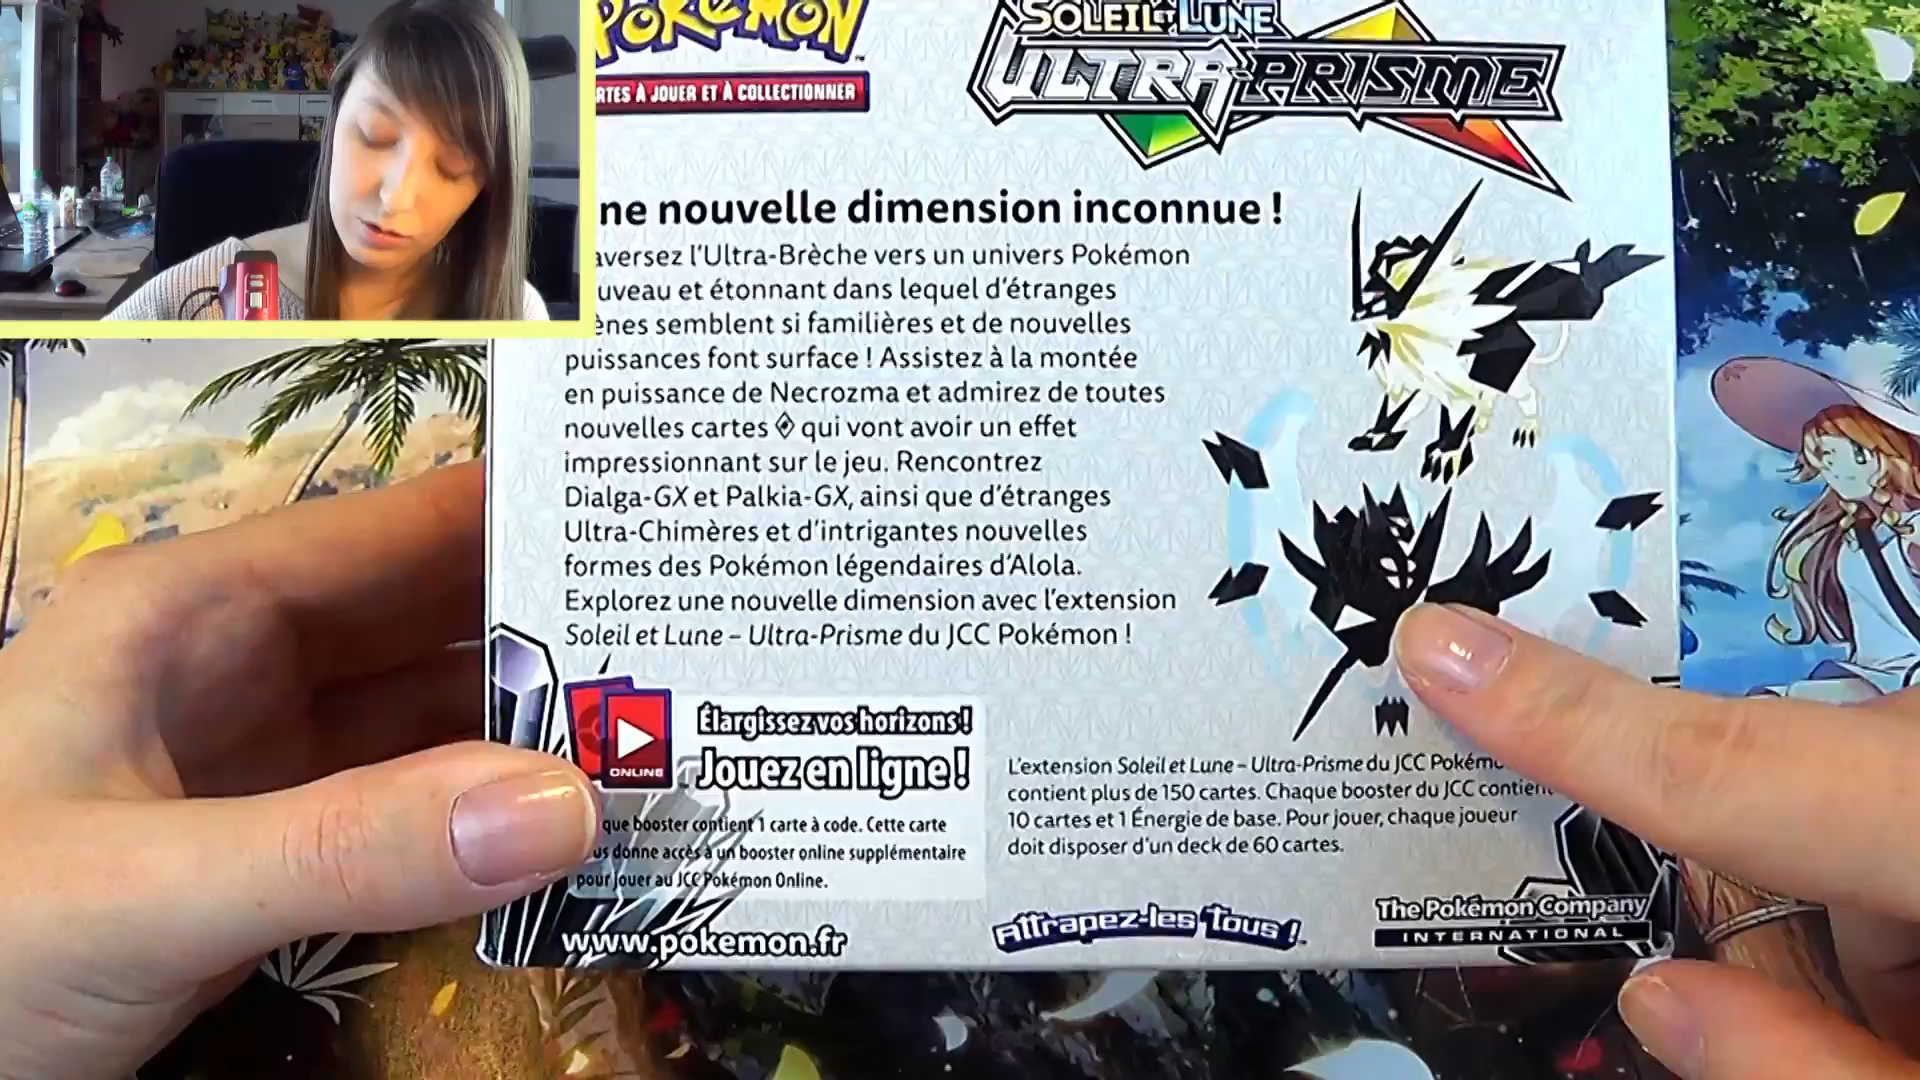 POKÉMON
RTES À JOUER ET À COLLECTIONNER
SOLEIL ET LUNE
ULTRA-PRISME
ne nouvelle dimension inconnue !
aversez l'Ultra-Brèche vers un univers Pokémon
uveau et étonnant dans lequel d'étranges
ènes semblent si familières et de nouvelles
puissances font surface ! Assistez à la montée
en puissance de Necrozma et admirez de toutes
nouvelles cartes qui vont avoir un effet
impressionnant sur le jeu. Rencontrez
Dialga-GX et Palkia-GX, ainsi que d'étranges
Ultra-Chimères et d'intrigantes nouvelles
formes des Pokémon légendaires d'Alola.
Explorez une nouvelle dimension avec l'extension
Soleil et Lune – Ultra-Prisme du JCC Pokémon !
ONLINE
Élargissez vos horizons !
Jouez en ligne !
que booster contient 1 carte à code. Cette carte
us donne accès à un booster online supplémentaire
pour jouer au JCC Pokémon Online.
www.pokemon.fr
L'extension Soleil et Lune – Ultra-Prisme du JCC Pokémo
contient plus de 150 cartes. Chaque booster du JCC contien
10 cartes et 1 Énergie de base. Pour jouer, chaque joueur
doit disposer d'un deck de 60 cartes.
Attrapez-les Tous !
The Pokémon Company
INTERNATIONAL